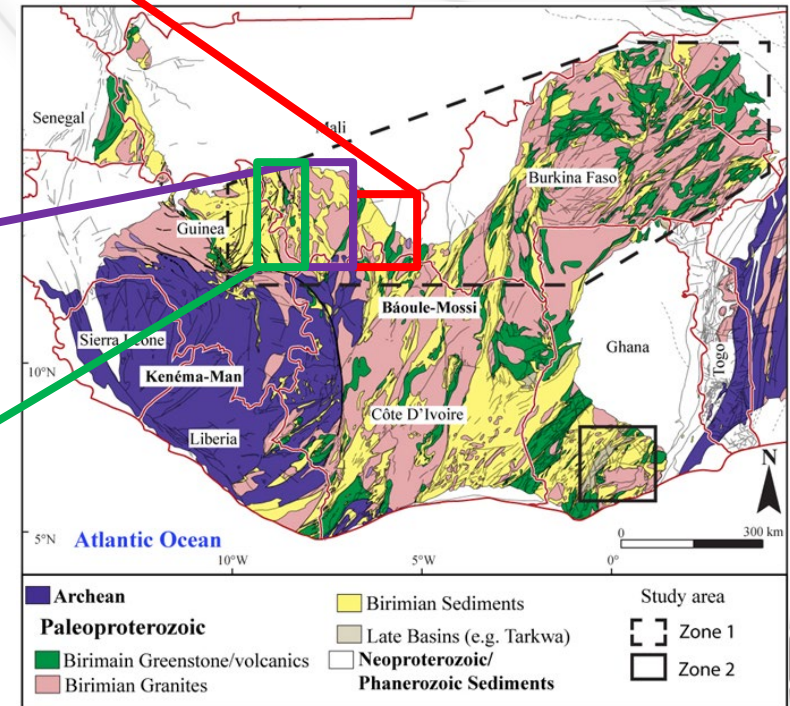 Senegal
Mali
Burkina Faso
Guinea
Báoule-Mossi
Sierra Leone
Ghana
Togo
10°N
Kenéma-Man
Côte D'Ivoire
Liberia
N
5°N
Atlantic Ocean
0
300 km
10°W
5°W
0°
Archean
Paleoproterozoic
Birimain Greenstone/volcanics
Birimian Granites
Birimian Sediments
Late Basins (e.g. Tarkwa)
Neoproterozoic/
Phanerozoic Sediments
Study area
Zone 1
Zone 2